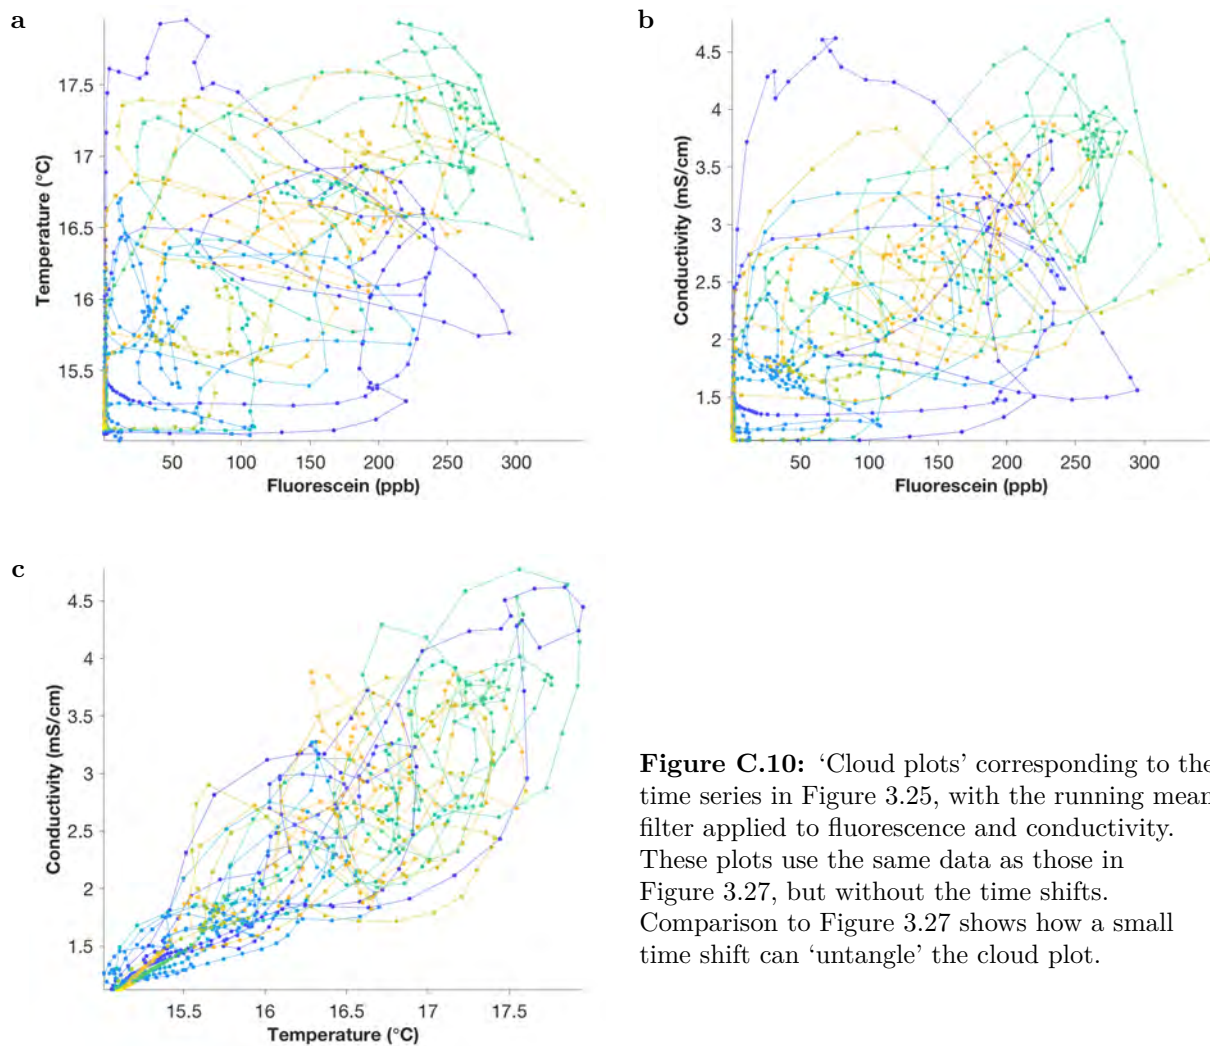 a
17.5
17
16.5
16
15.5
Temperature (°C)
50 100 150 200 250 300
Fluorescein (ppb)
b
4.5
4
3.5
3
2.5
2
1.5
Conductivity (mS/cm)
50 100 150 200 250 300
Fluorescein (ppb)
c
4.5
4
3.5
3
2.5
2
1.5
Conductivity (mS/cm)
15.5 16 16.5 17 17.5
Temperature (°C)
Figure C.10: ‘Cloud plots’ corresponding to the
time series in Figure 3.25, with the running mean
filter applied to fluorescence and conductivity.
These plots use the same data as those in
Figure 3.27, but without the time shifts.
Comparison to Figure 3.27 shows how a small
time shift can ‘untangle’ the cloud plot.